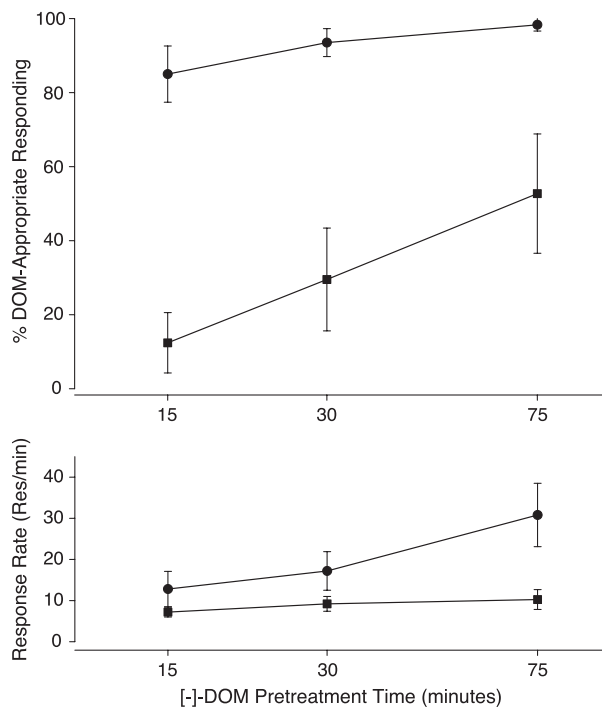 100
80
60
40
20
0
% DOM-Appropriate Responding
15 30 75
40
30
20
10
0
Response Rate (Res/min)
15 30 75
[-]-DOM Pretreatment Time (minutes)